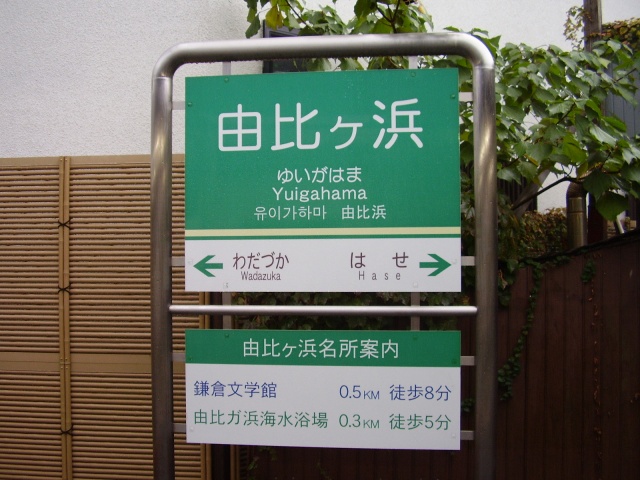 由比ヶ浜
ゆいがはま
Yuigahama
유이가하마 由比浜
わだづか はせ
Wadazuka Hase
由比ヶ浜名所案内
鎌倉文学館 0.5KM 徒歩8分
由比ガ浜海水浴場 0.3KM 徒歩5分